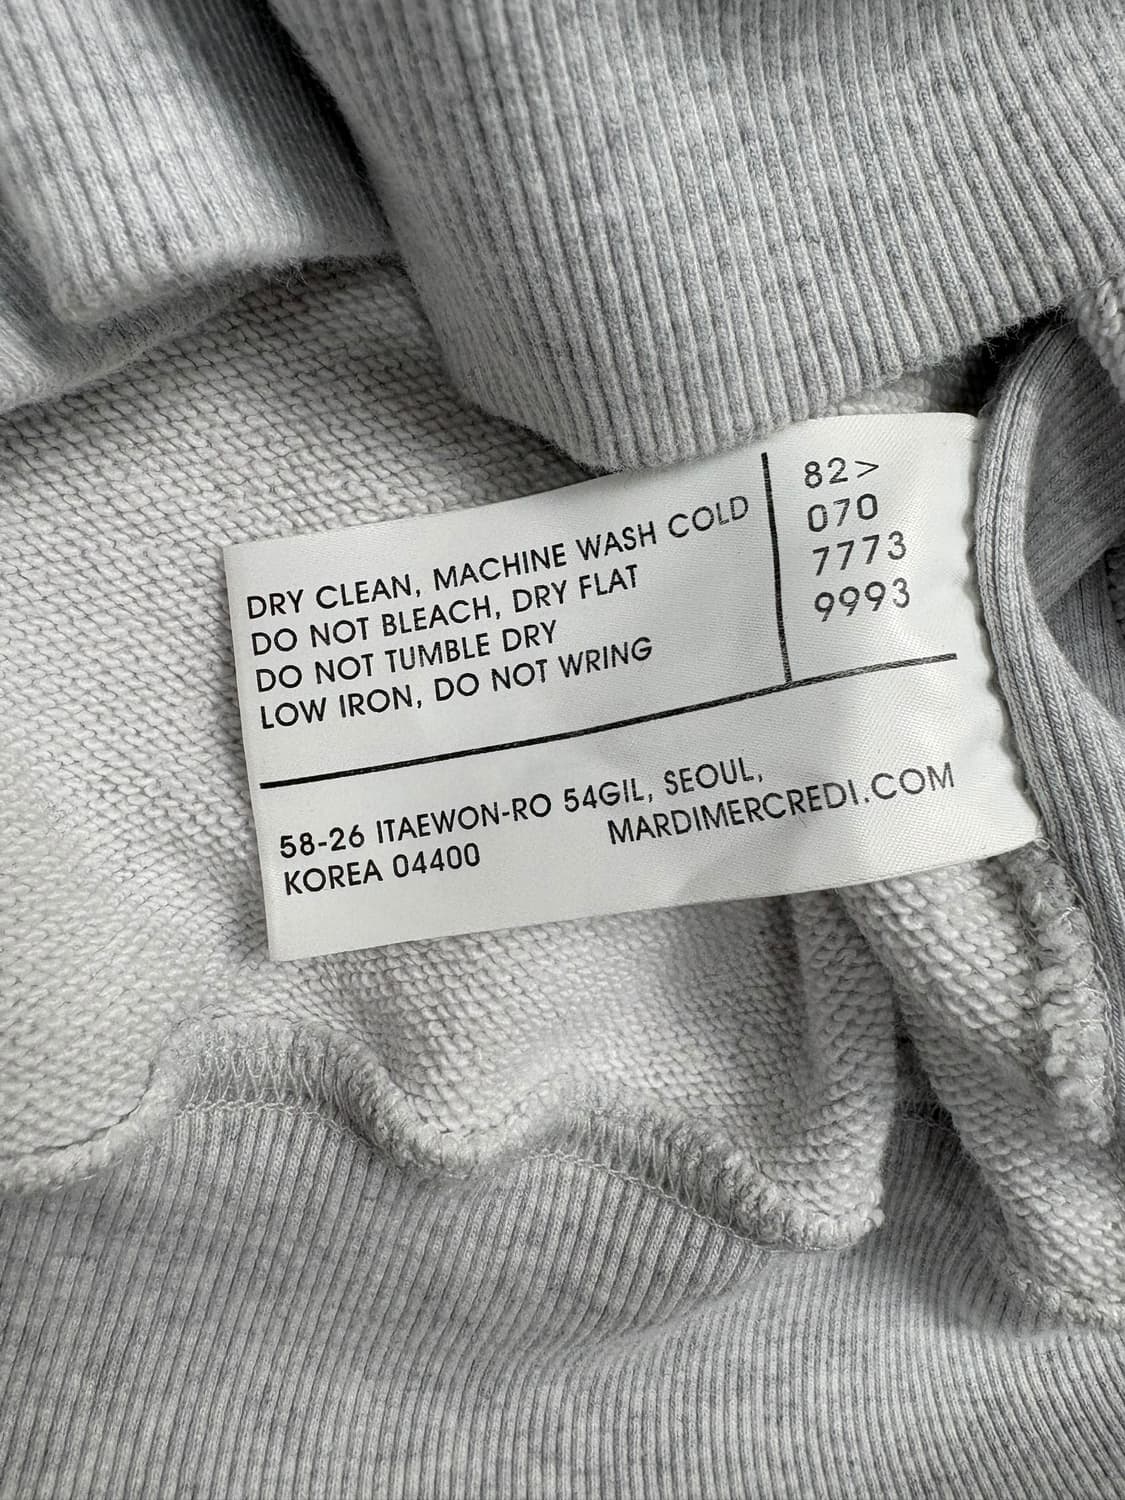 DRY CLEAN, MACHINE WASH COLD
DO NOT BLEACH, DRY FLAT
DO NOT TUMBLE DRY
LOW IRON, DO NOT WRING
82>
070
7773
9993
58-26 ITAEWON-RO 54GIL, SEOUL,
KOREA 04400
MARDIMERCREDI.COM